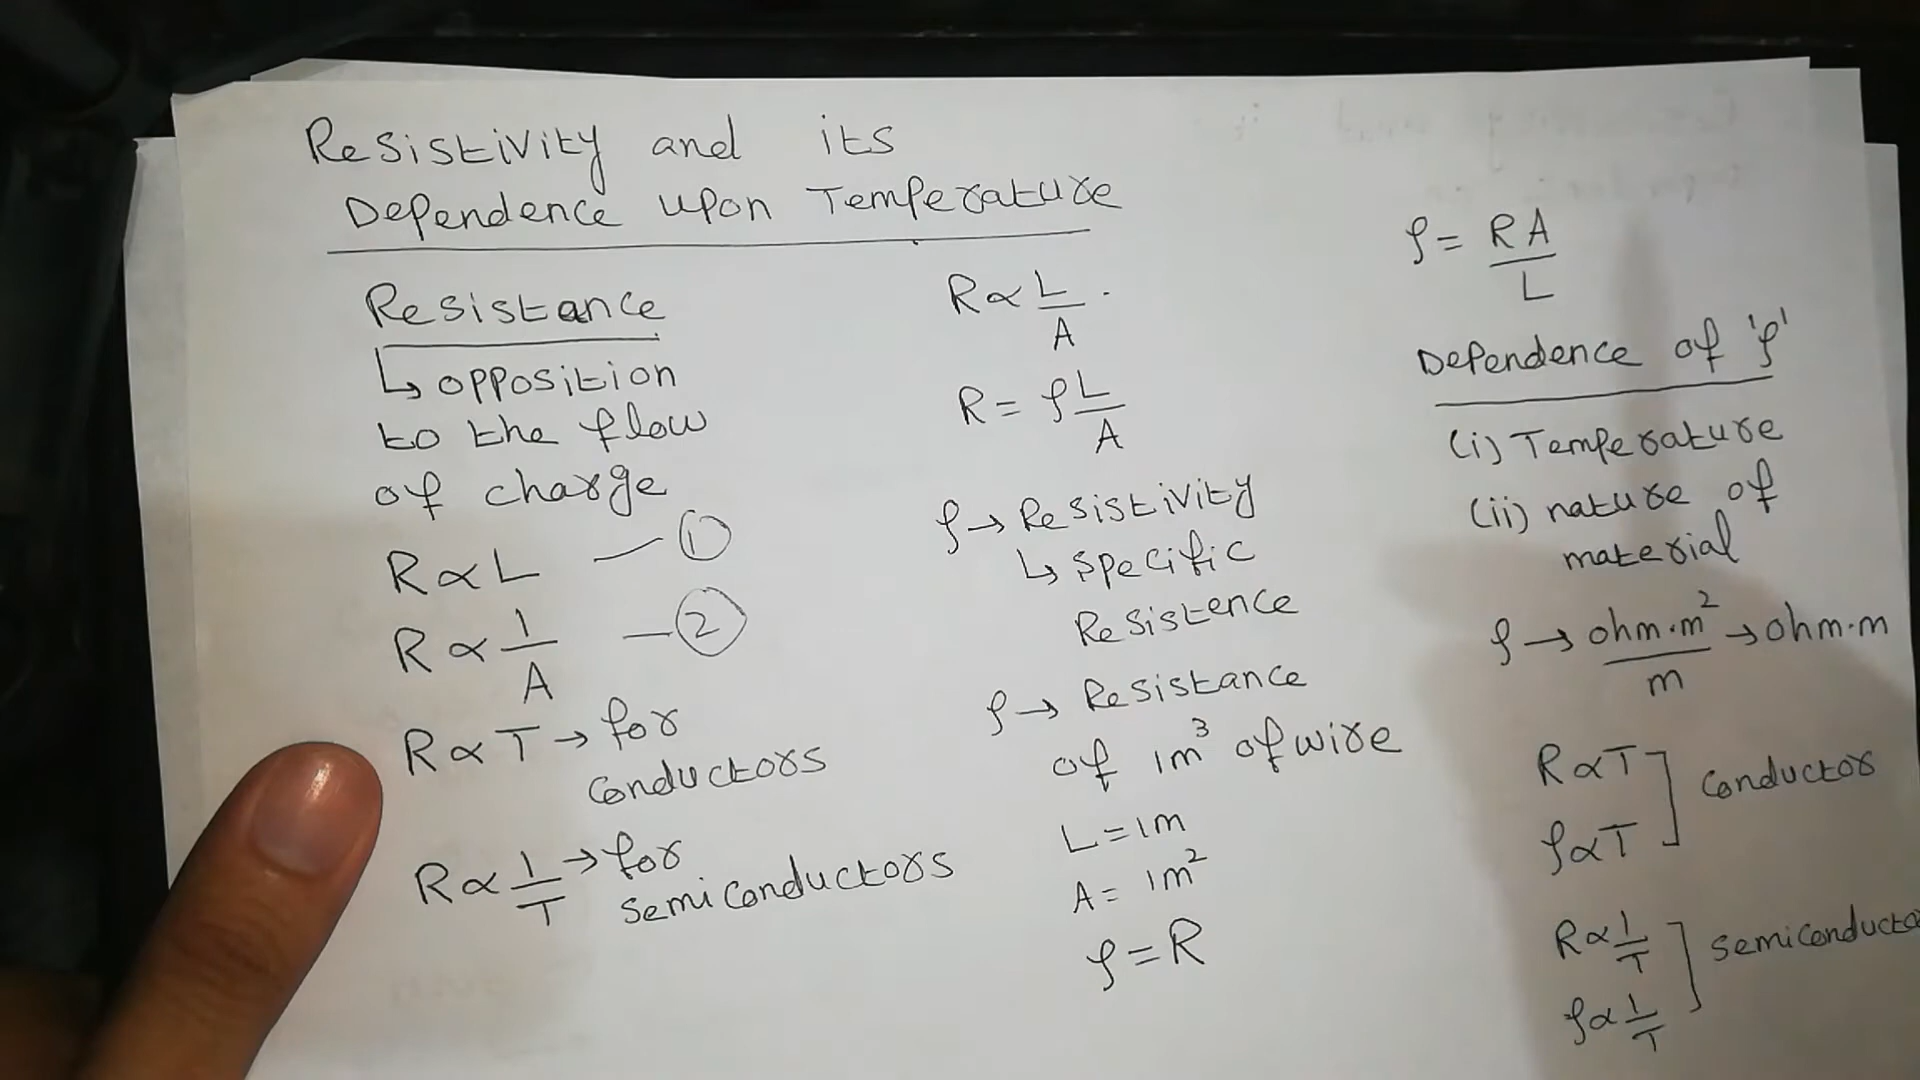 Resistivity and its
Dependence upon Temperature
Resistance
↳ opposition
to the flow
of charge
R ∝ L — ①
R ∝ 1/A — ②
R ∝ T → for
conductors
R ∝ 1/T → for
semiconductors
R ∝ L/A .
R = ρL/A
ρ → Resistivity
↳ specific
Resistence
ρ → Resistance
of 1m³ of wire
L = 1m
A = 1m²
ρ = R
ρ = RA/L
Dependence of 'ρ'
(i) Temperature
(ii) nature of
material
ρ → ohm·m²/m → ohm·m
R ∝ T ] conductor
ρ ∝ T
R ∝ 1/T ] semiconducto
ρ ∝ 1/T